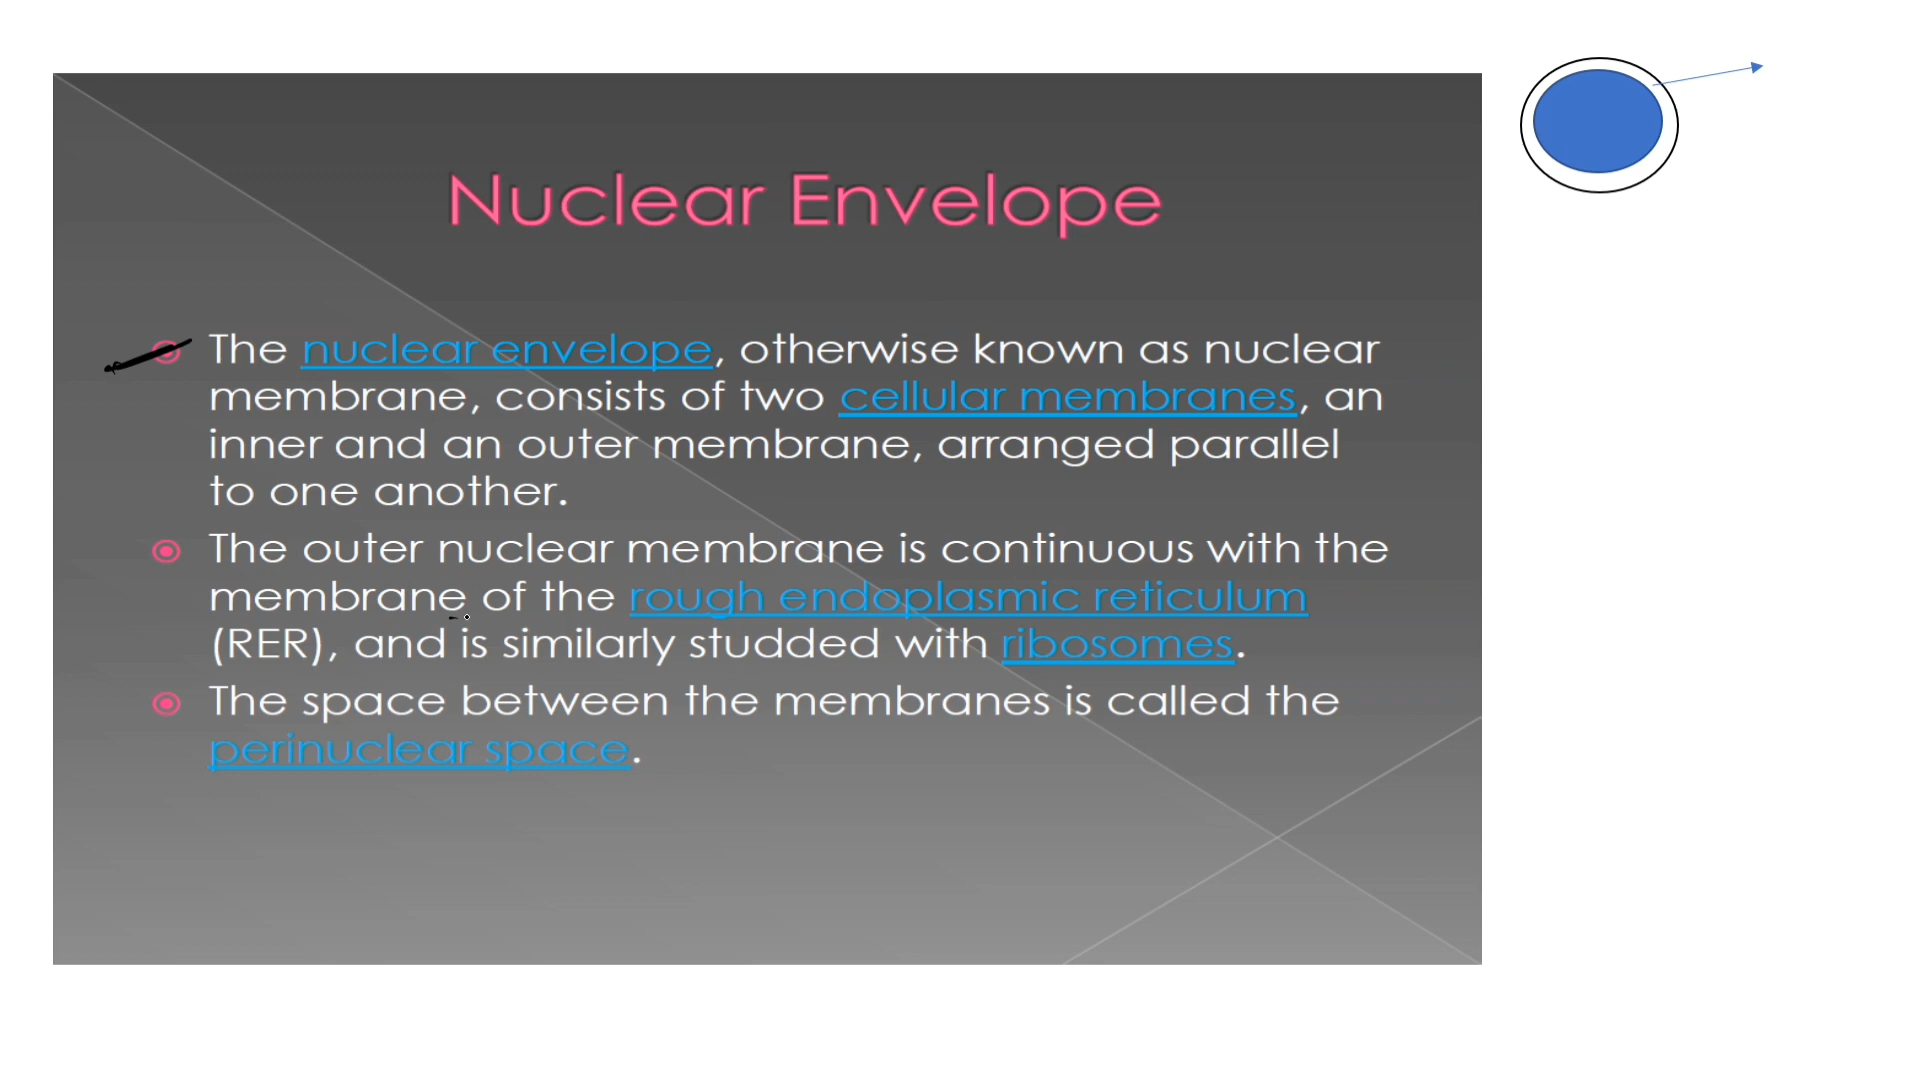 Nuclear Envelope
The nuclear envelope, otherwise known as nuclear
membrane, consists of two cellular membranes, an
inner and an outer membrane, arranged parallel
to one another.
The outer nuclear membrane is continuous with the
membrane of the rough endoplasmic reticulum
(RER), and is similarly studded with ribosomes.
The space between the membranes is called the
perinuclear space.